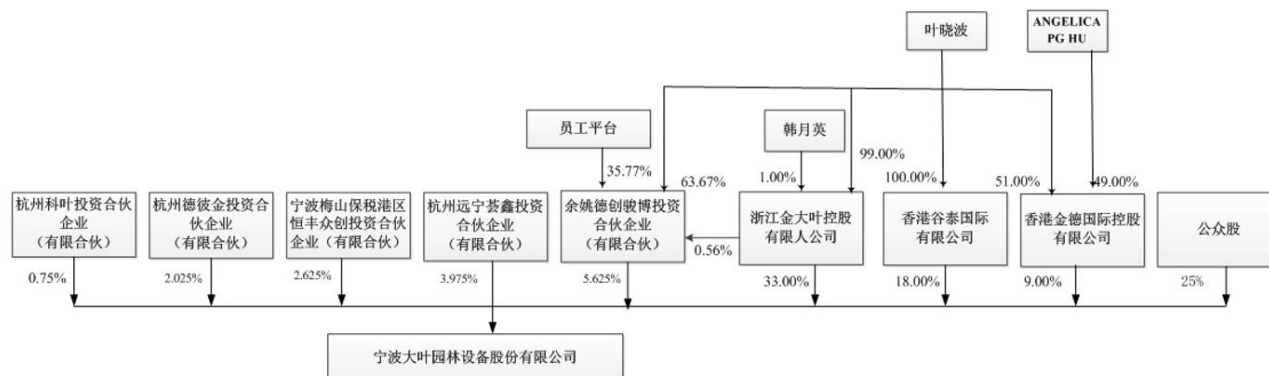 叶晓波
ANGELICA
PG HU
员工平台
韩月英
99.00%
35.77%
63.67%
1.00%
100.00%
51.00%
49.00%
杭州科叶投资合伙
企业
（有限合伙）
杭州德彼金投资合
伙企业
（有限合伙）
宁波梅山保税港区
恒丰众创投资合伙
企业（有限合伙）
杭州远宁荟鑫投资
合伙企业
（有限合伙）
余姚德创骏博投资
合伙企业
（有限合伙）
浙江金大叶控股
有限人公司
香港谷泰国际
有限公司
香港金德国际控股
有限公司
公众股
0.56%
0.75%
2.025%
2.625%
3.975%
5.625%
33.00%
18.00%
9.00%
25%
宁波大叶园林设备股份有限公司